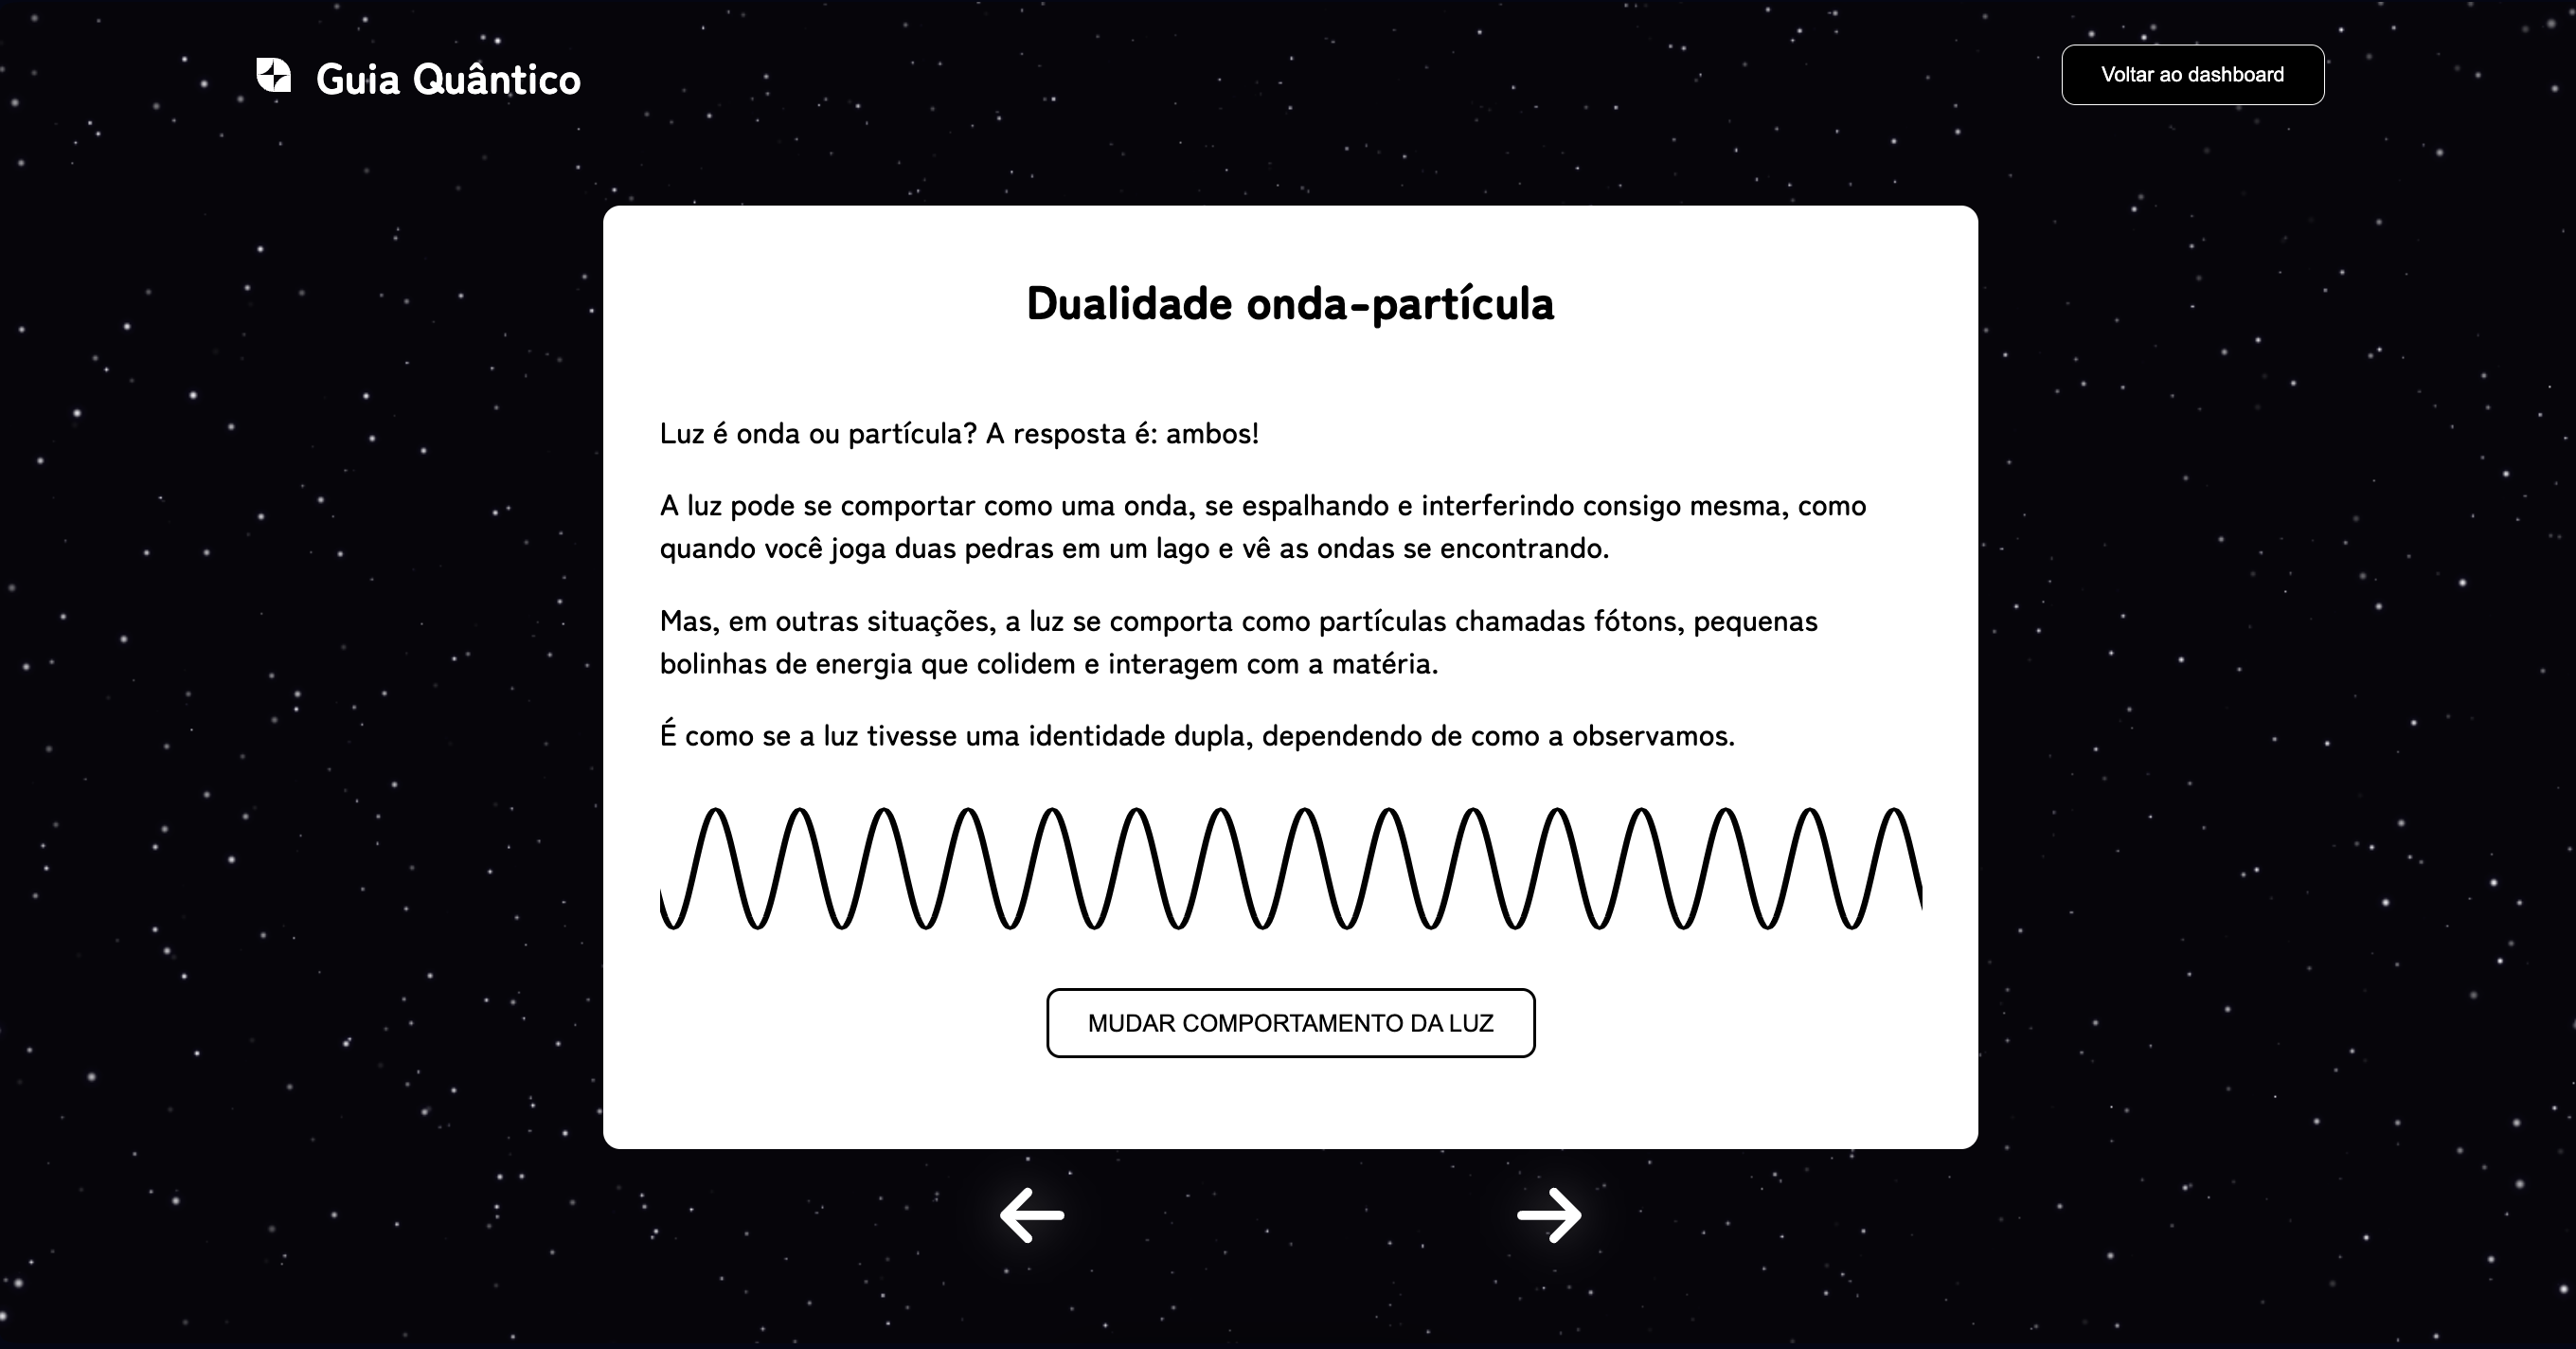 Guia Quântico
Voltar ao dashboard
Dualidade onda-partícula
Luz é onda ou partícula? A resposta é: ambos!
A luz pode se comportar como uma onda, se espalhando e interferindo consigo mesma, como
quando você joga duas pedras em um lago e vê as ondas se encontrando.
Mas, em outras situações, a luz se comporta como partículas chamadas fótons, pequenas
bolinhas de energia que colidem e interagem com a matéria.
É como se a luz tivesse uma identidade dupla, dependendo de como a observamos.
MUDAR COMPORTAMENTO DA LUZ